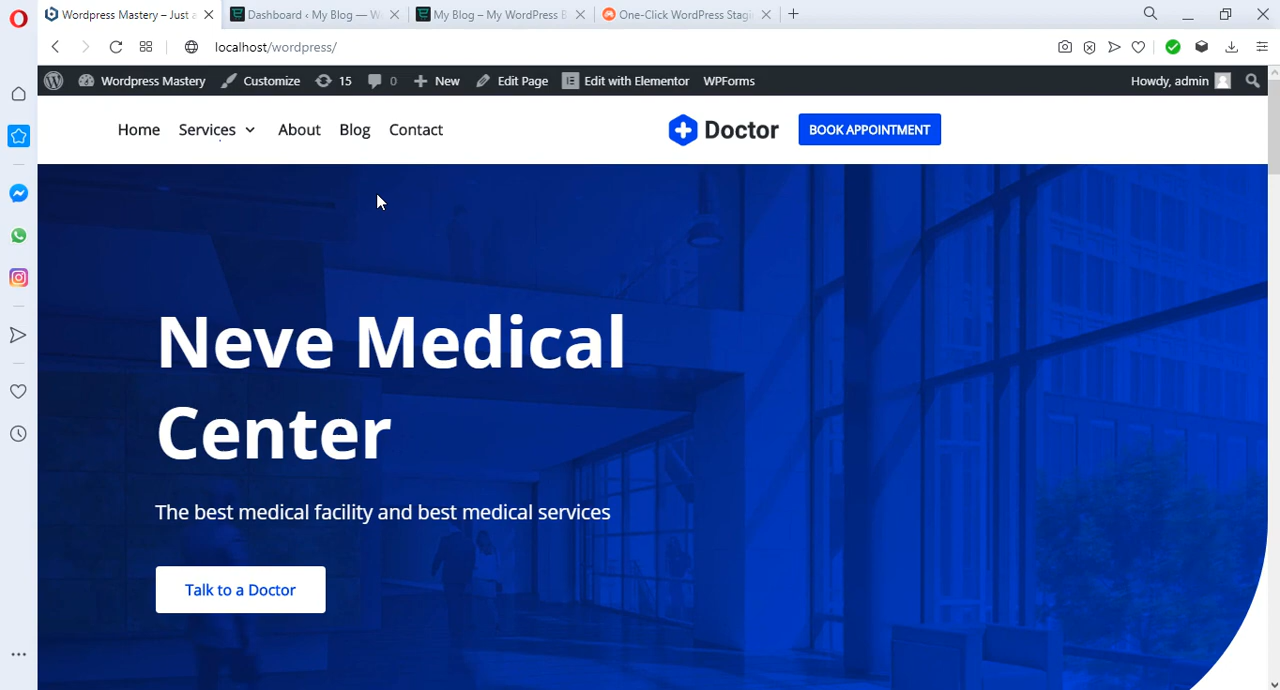 Wordpress Mastery – Just a
Dashboard ‹ My Blog — W
My Blog – My WordPress B
One-Click WordPress Stagi
localhost/wordpress/
Wordpress Mastery
Customize
15
0
New
Edit Page
Edit with Elementor
WPForms
Howdy, admin
Home
Services
About
Blog
Contact
Doctor
BOOK APPOINTMENT
Neve Medical
Center
The best medical facility and best medical services
Talk to a Doctor